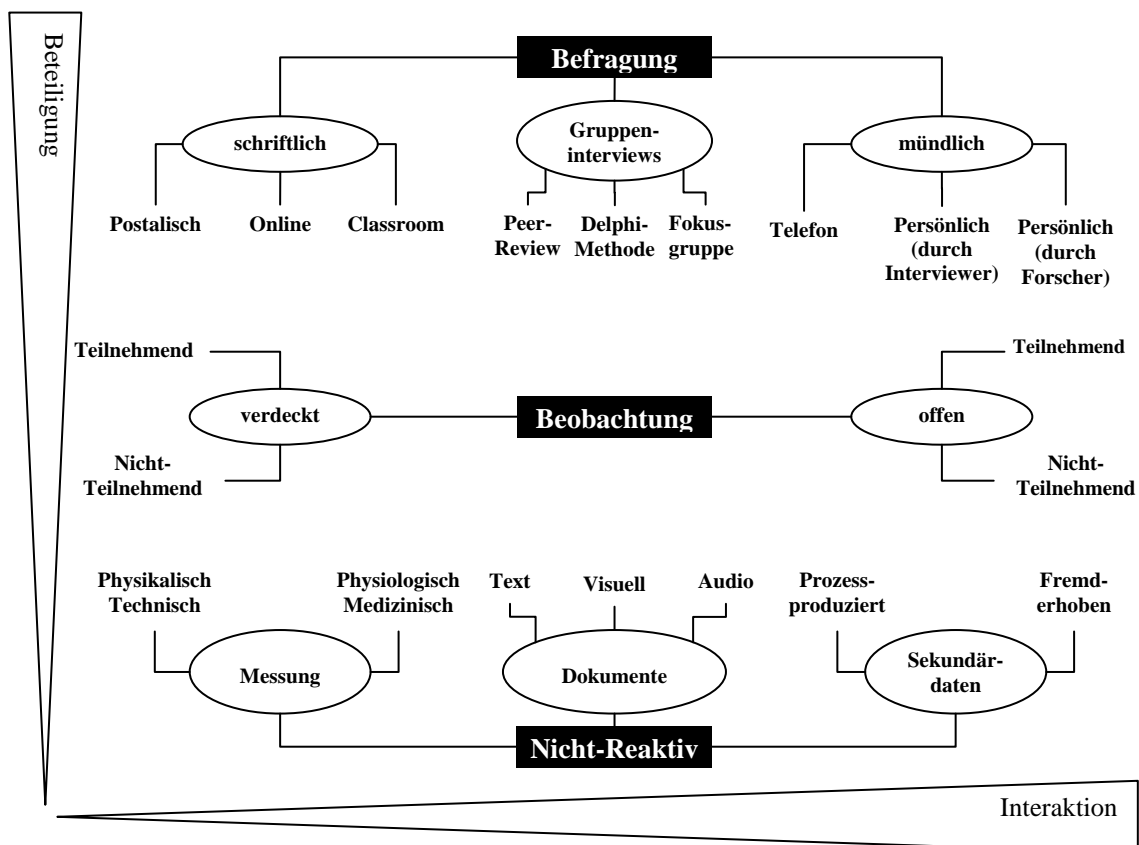 Beteiligung
Befragung
schriftlich
Gruppen-
interviews
mündlich
Postalisch
Online
Classroom
Peer-
Review
Delphi-
Methode
Fokus-
gruppe
Telefon
Persönlich
(durch
Interviewer)
Persönlich
(durch
Forscher)
Teilnehmend
Teilnehmend
verdeckt
Beobachtung
offen
Nicht-
Teilnehmend
Nicht-
Teilnehmend
Physikalisch
Technisch
Physiologisch
Medizinisch
Text
Visuell
Audio
Prozess-
produziert
Fremd-
erhoben
Messung
Dokumente
Sekundär-
daten
Nicht-Reaktiv
Interaktion